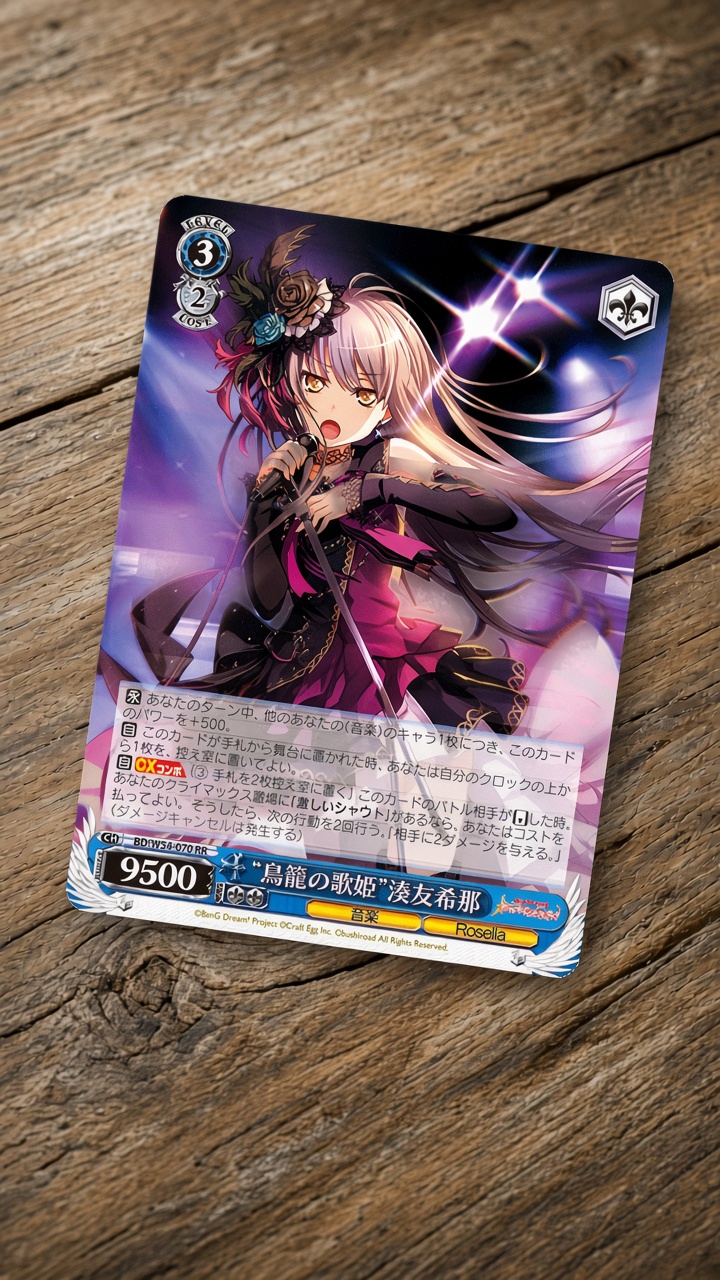 LEVEL
3
2
COST
永 あなたのターン中、他のあなたの(音楽)のキャラ1枚につき、このカード
のパワーを+500。
自 このカードが手札から舞台に置かれた時、あなたは自分のクロックの上か
ら1枚を、控え室に置いてよい。
自 CXコンボ (③ 手札を2枚控え室に置く」このカードのバトル相手が した時。
あなたのクライマックス置場に「激しいシャウト」があるなら、あなたはコストを
払ってよい。そうしたら、次の行動を2回行う。「相手に2ダメージを与える。」
(ダメージキャンセルは発生する)
CH BD/WS4-070 RR
9500
“鳥籠の歌姫”湊友希那
音楽
Rosella
©BanG Dream! Project ©Craft Egg Inc. ©bushiroad All Rights Reserved.